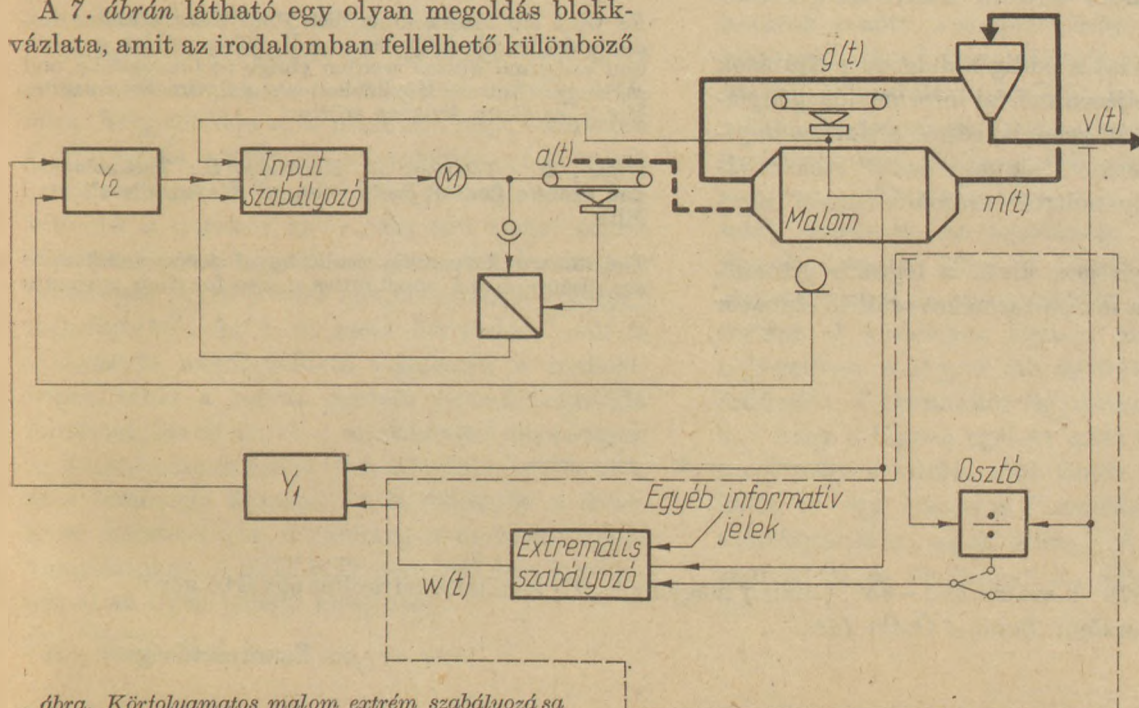 A 7. ábrán látható egy olyan megoldás blokk-
vázlata, amit az irodalomban fellelhető különböző
g(t)
v(t)
Y₂
Input
szabályozó
M
a(t)
Malom
m(t)
Y₁
Egyéb informatív
jelek
Osztó
Extremális
szabályozó
w(t)
ábra. Körfolyamatos malom extrém szabályozása